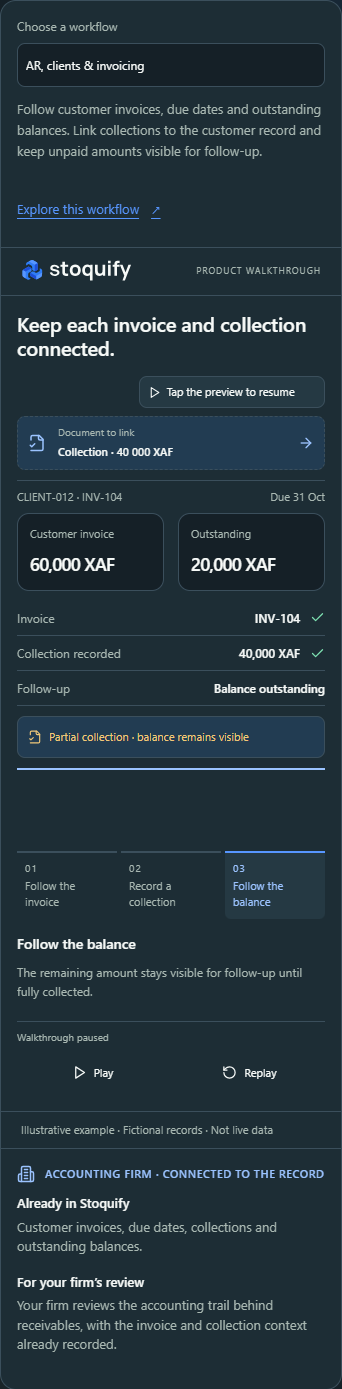 Choose a workflow
AR, clients & invoicing
Follow customer invoices, due dates and outstanding
balances. Link collections to the customer record and
keep unpaid amounts visible for follow-up.
Explore this workflow ↗
stoquify
PRODUCT WALKTHROUGH
Keep each invoice and collection
connected.
Tap the preview to resume
Document to link
Collection · 40 000 XAF
CLIENT-012 · INV-104
Due 31 Oct
Customer invoice
60,000 XAF
Outstanding
20,000 XAF
Invoice
INV-104
Collection recorded
40,000 XAF
Follow-up
Balance outstanding
Partial collection · balance remains visible
01
Follow the
invoice
02
Record a
collection
03
Follow the
balance
Follow the balance
The remaining amount stays visible for follow-up until
fully collected.
Walkthrough paused
Play
Replay
Illustrative example · Fictional records · Not live data
ACCOUNTING FIRM · CONNECTED TO THE RECORD
Already in Stoquify
Customer invoices, due dates, collections and
outstanding balances.
For your firm’s review
Your firm reviews the accounting trail behind
receivables, with the invoice and collection context
already recorded.